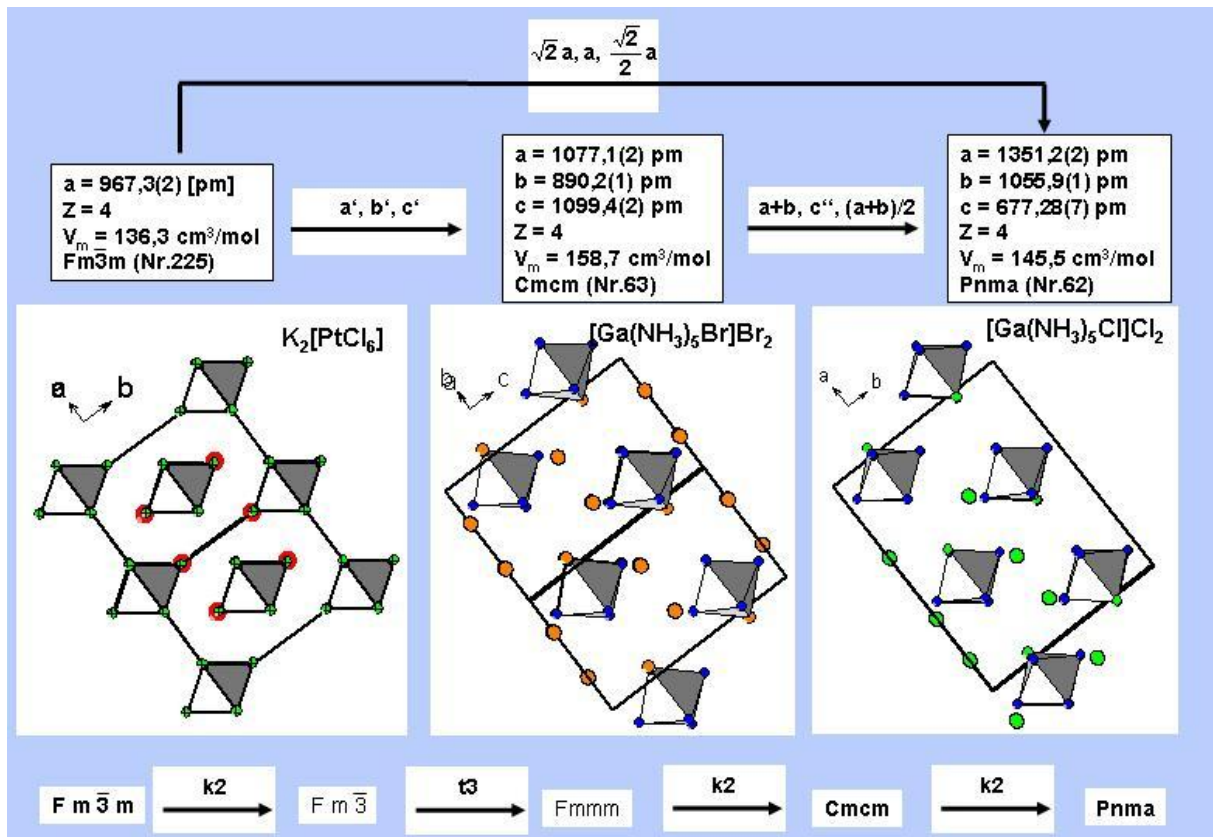 √2 a, a, √2/2 a
a = 967,3(2) [pm]
Z = 4
Vm = 136,3 cm³/mol
Fm3̅m (Nr.225)
a‘, b‘, c‘
a = 1077,1(2) pm
b = 890,2(1) pm
c = 1099,4(2) pm
Z = 4
Vm = 158,7 cm³/mol
Cmcm (Nr.63)
a+b, c“, (a+b)/2
a = 1351,2(2) pm
b = 1055,9(1) pm
c = 677,28(7) pm
Z = 4
Vm = 145,5 cm³/mol
Pnma (Nr.62)
K₂[PtCl₆]
a b
[Ga(NH₃)₅Br]Br₂
c
[Ga(NH₃)₅Cl]Cl₂
a b
F m 3̅ m
k2
F m 3̅
t3
Fmmm
k2
Cmcm
k2
Pnma